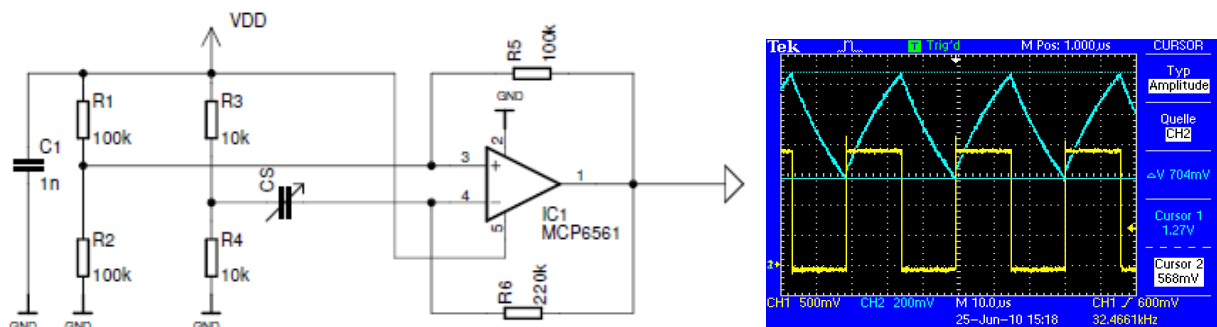 VDD
R1
100k
C1
1n
R2
100k
GND
GND
R3
10k
R4
10k
GND
CS
R5
100k
GND
2
3
+
4
-
5
1
IC1
MCP6561
R6
220k
Tek
T Trig'd
M Pos: 1.000µs
CURSOR
Typ
Amplitude
Quelle
CH2
△V 704mV
Cursor 1
1.27V
Cursor 2
568mV
CH1 500mV
CH2 200mV
M 10.0µs
CH1 ƒ 600mV
25-Jun-10 15:18
32.4661kHz